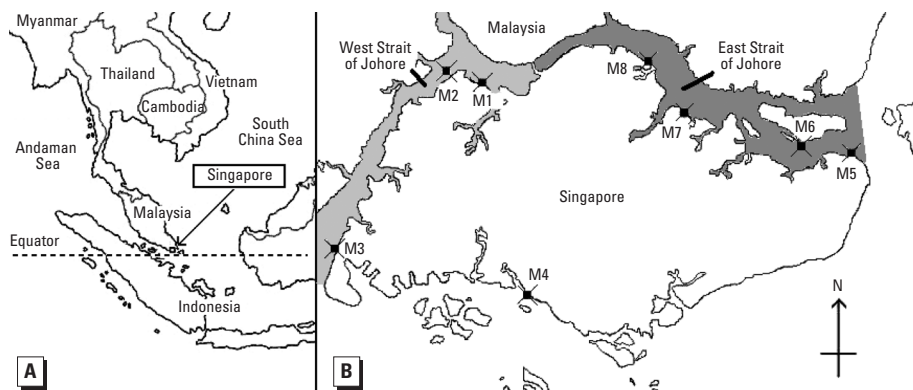 Myanmar
Thailand
Vietnam
Cambodia
South
China Sea
Andaman
Sea
Singapore
Malaysia
Equator
Indonesia
A
Malaysia
West Strait
of Johore
East Strait
of Johore
M8
M2
M1
M7
M6
M5
Singapore
M3
M4
N
B